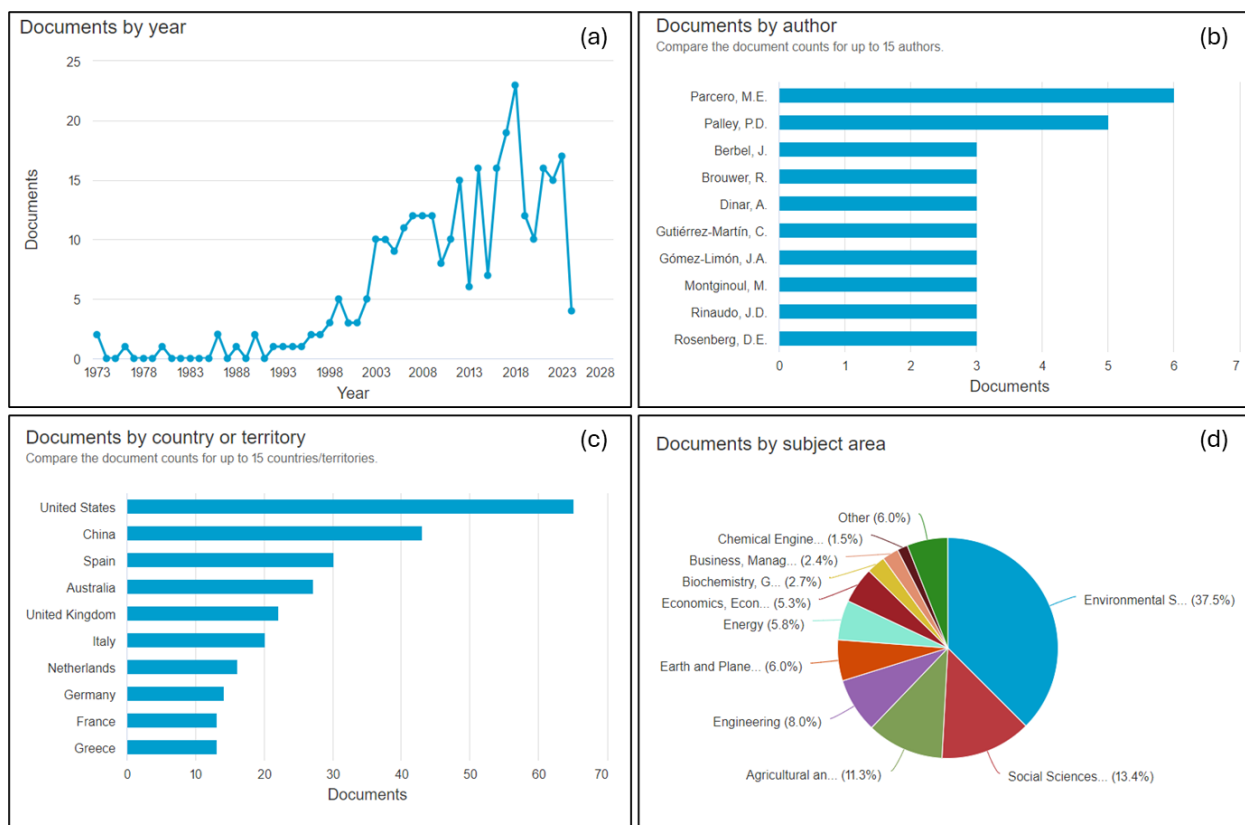 Documents by year
(a)
25
20
15
10
5
0
Documents
1973 1978 1983 1988 1993 1998 2003 2008 2013 2018 2023 2028
Year
Documents by author
(b)
Compare the document counts for up to 15 authors.
Parcero, M.E.
Palley, P.D.
Berbel, J.
Brouwer, R.
Dinar, A.
Gutiérrez-Martín, C.
Gómez-Limón, J.A.
Montginoul, M.
Rinaudo, J.D.
Rosenberg, D.E.
0 1 2 3 4 5 6 7
Documents
Documents by country or territory
(c)
Compare the document counts for up to 15 countries/territories.
United States
China
Spain
Australia
United Kingdom
Italy
Netherlands
Germany
France
Greece
0 10 20 30 40 50 60 70
Documents
(d)
Documents by subject area
Other (6.0%)
Chemical Engine... (1.5%)
Business, Manag... (2.4%)
Biochemistry, G... (2.7%)
Economics, Econ... (5.3%)
Energy (5.8%)
Earth and Plane... (6.0%)
Engineering (8.0%)
Agricultural an... (11.3%)
Social Sciences... (13.4%)
Environmental S... (37.5%)